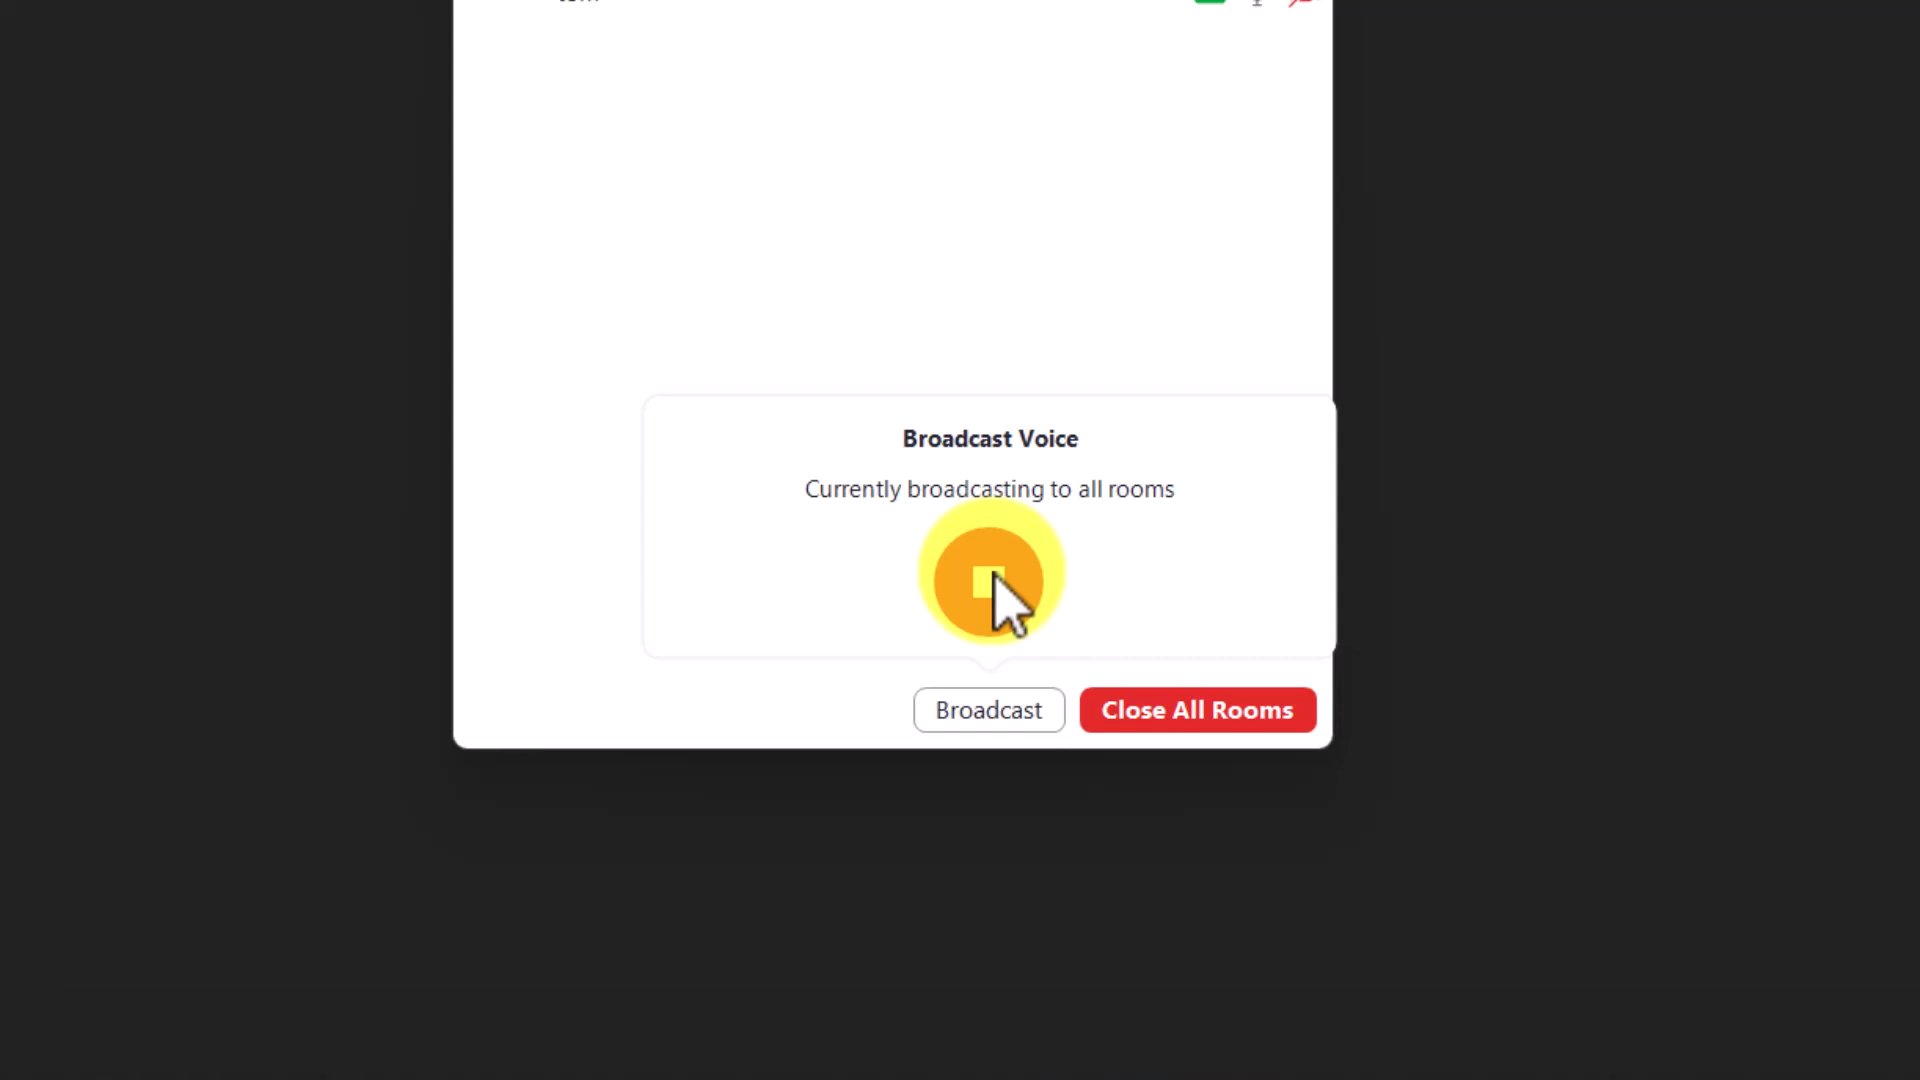 Broadcast Voice
Currently broadcasting to all rooms
Broadcast
Close All Rooms